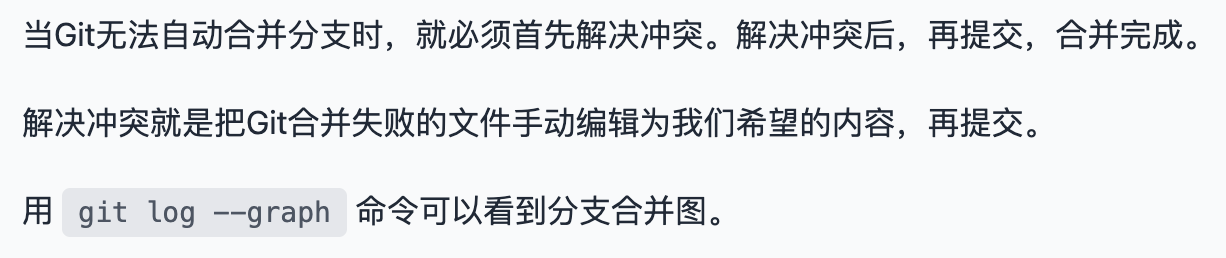 当Git无法自动合并分支时，就必须首先解决冲突。解决冲突后，再提交，合并完成。
解决冲突就是把Git合并失败的文件手动编辑为我们希望的内容，再提交。
用 git log --graph 命令可以看到分支合并图。